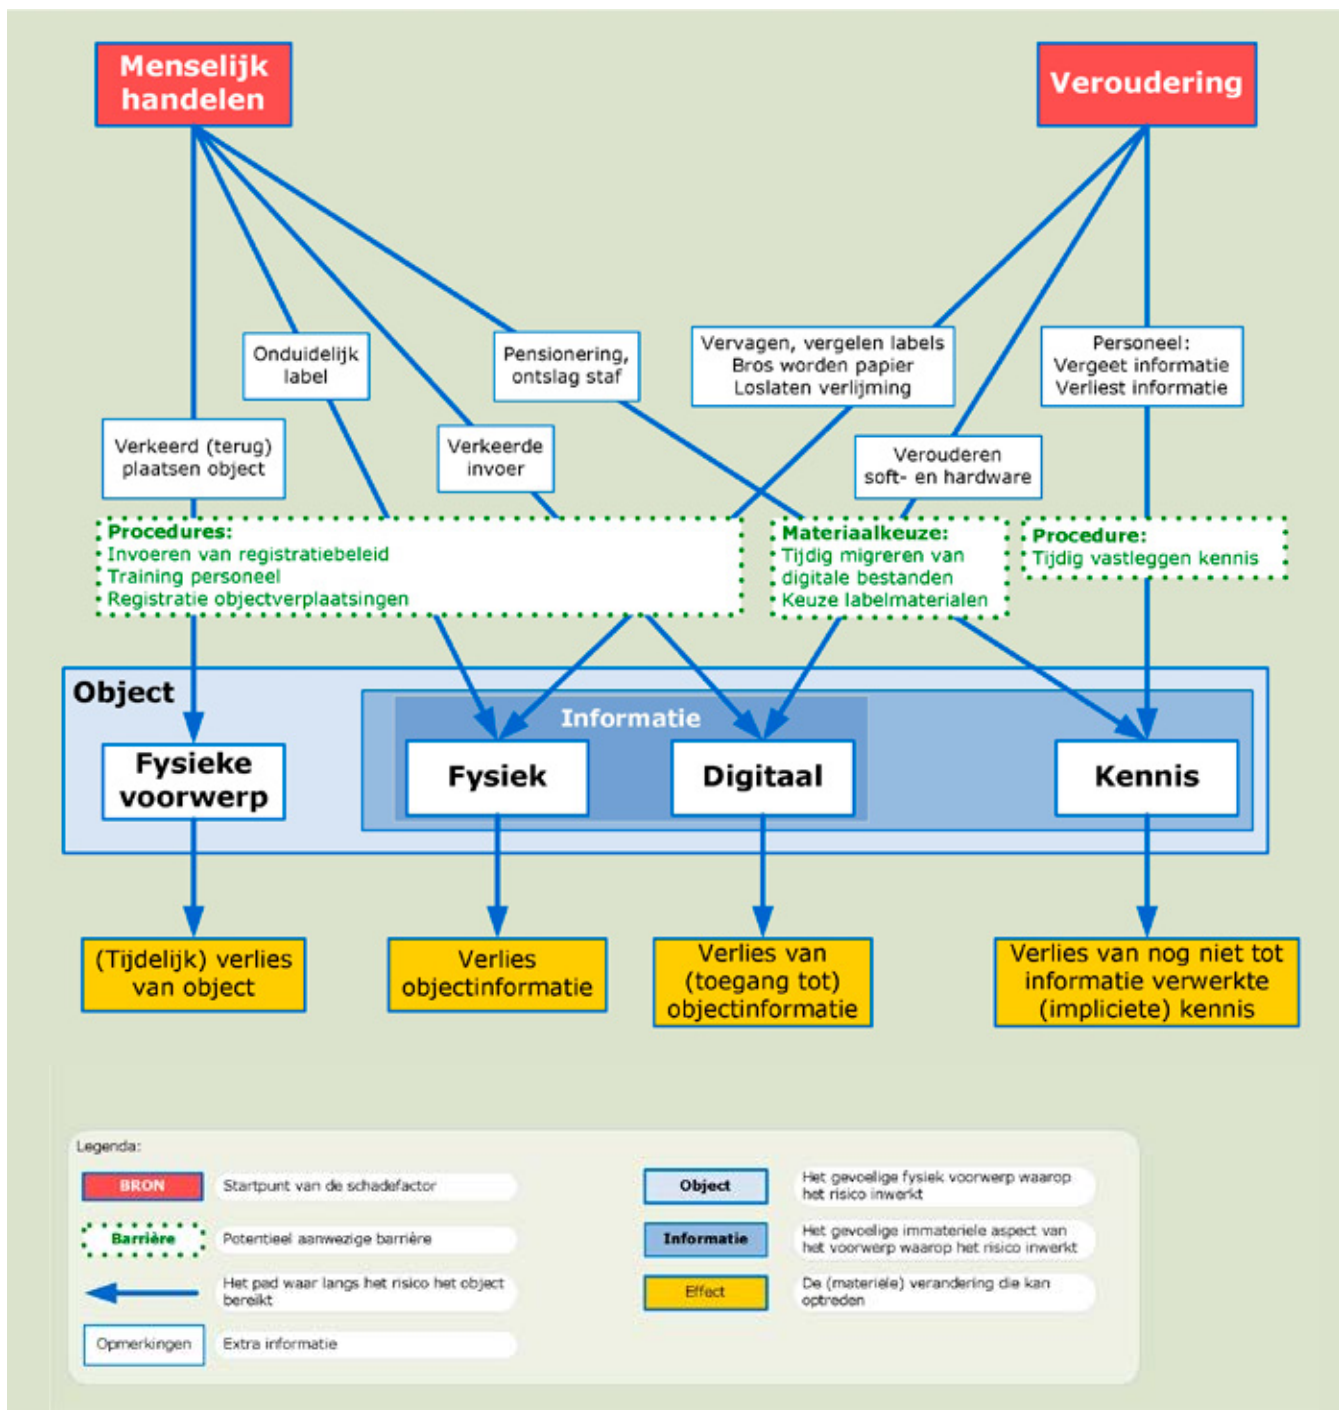 Menselijk
handelen
Veroudering
Onduidelijk
label
Pensionering,
ontslag staf
Vervagen, vergelen labels
Bros worden papier
Loslaten verlijming
Personeel:
Vergeet informatie
Verliest informatie
Verkeerd (terug)
plaatsen object
Verkeerde
invoer
Verouderen
soft- en hardware
Procedures:
Invoeren van registratiebeleid
Training personeel
Registratie objectverplaatsingen
Materiaalkeuze:
Tijdig migreren van
digitale bestanden
Keuze labelmaterialen
Procedure:
Tijdig vastleggen kennis
Object
Informatie
Fysieke
voorwerp
Fysiek
Digitaal
Kennis
(Tijdelijk) verlies
van object
Verlies
objectinformatie
Verlies van
(toegang tot)
objectinformatie
Verlies van nog niet tot
informatie verwerkte
(impliciete) kennis
Legenda:
BRON
Startpunt van de schadefactor
Barrière
Potentieel aanwezige barrière
Het pad waar langs het risico het object
bereikt
Opmerkingen
Extra informatie
Object
Het gevoelige fysiek voorwerp waarop
het risico inwerkt
Informatie
Het gevoelige immateriele aspect van
het voorwerp waarop het risico inwerkt
Effect
De (materiele) verandering die kan
optreden